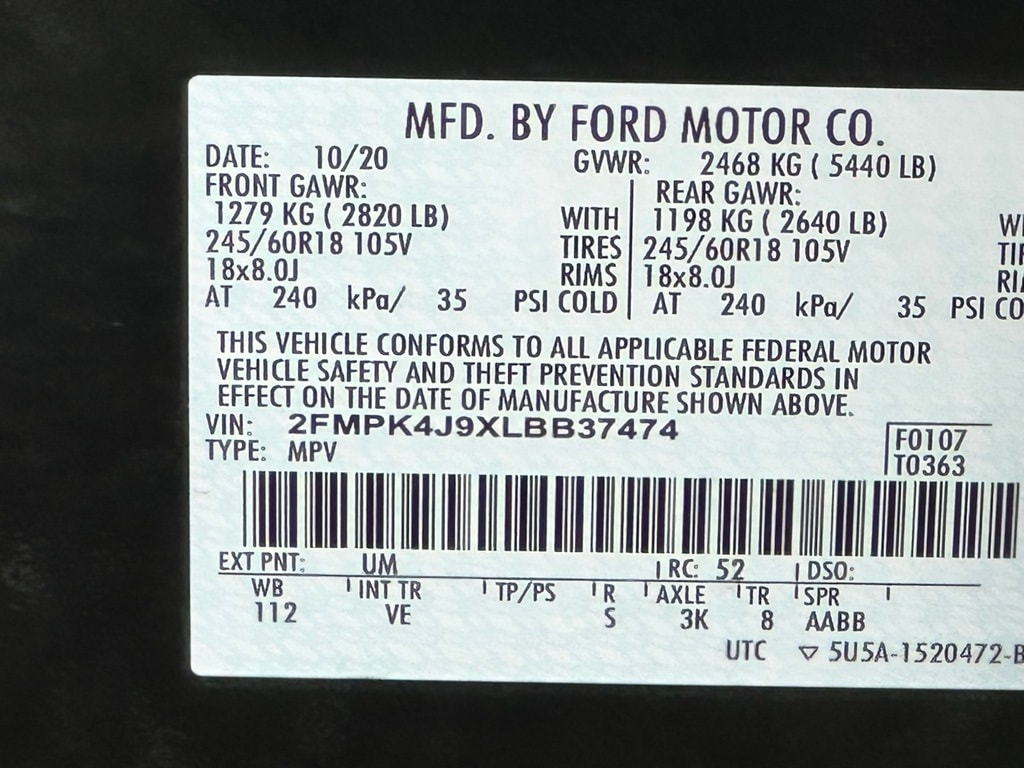 MFD. BY FORD MOTOR CO.
DATE: 10/20 GVWR: 2468 KG ( 5440 LB)
FRONT GAWR: REAR GAWR:
1279 KG ( 2820 LB) WITH 1198 KG ( 2640 LB)
245/60R18 105V TIRES 245/60R18 105V
18x8.0J RIMS 18x8.0J
AT 240 kPa/ 35 PSI COLD AT 240 kPa/ 35 PSI CO
THIS VEHICLE CONFORMS TO ALL APPLICABLE FEDERAL MOTOR
VEHICLE SAFETY AND THEFT PREVENTION STANDARDS IN
EFFECT ON THE DATE OF MANUFACTURE SHOWN ABOVE.
VIN: 2FMPK4J9XLBB37474 F0107
TYPE: MPV T0363
EXT PNT: UM RC: 52 DSO:
WB INT TR TP/PS R AXLE TR SPR
112 VE S 3K 8 AABB
UTC ▽ 5U5A-1520472-B